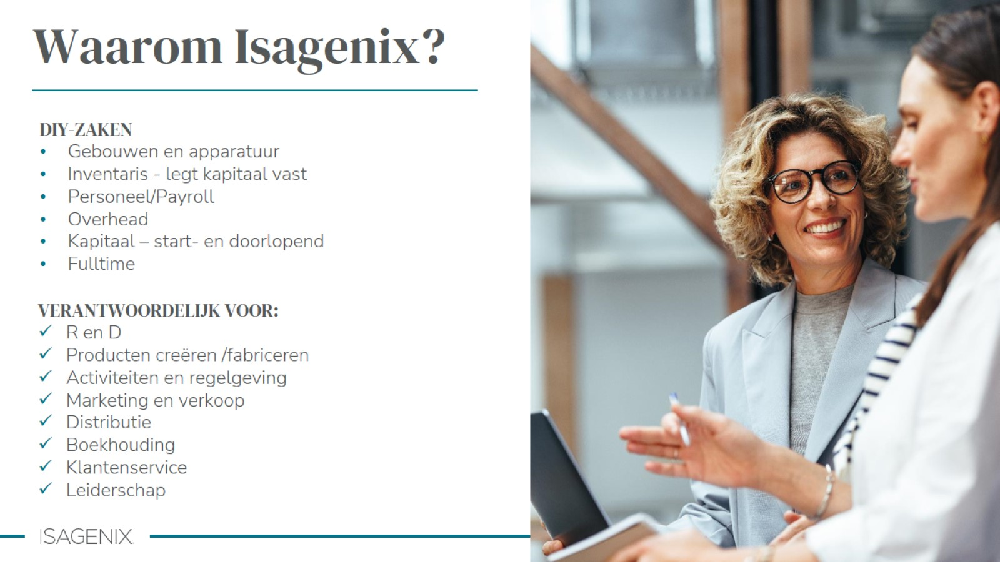 Waarom Isagenix?
DIY-ZAKEN
• Gebouwen en apparatuur
• Inventaris - legt kapitaal vast
• Personeel/Payroll
• Overhead
• Kapitaal – start- en doorlopend
• Fulltime
VERANTWOORDELIJK VOOR:
✓ R en D
✓ Producten creëren /fabriceren
✓ Activiteiten en regelgeving
✓ Marketing en verkoop
✓ Distributie
✓ Boekhouding
✓ Klantenservice
✓ Leiderschap
ISAGENIX